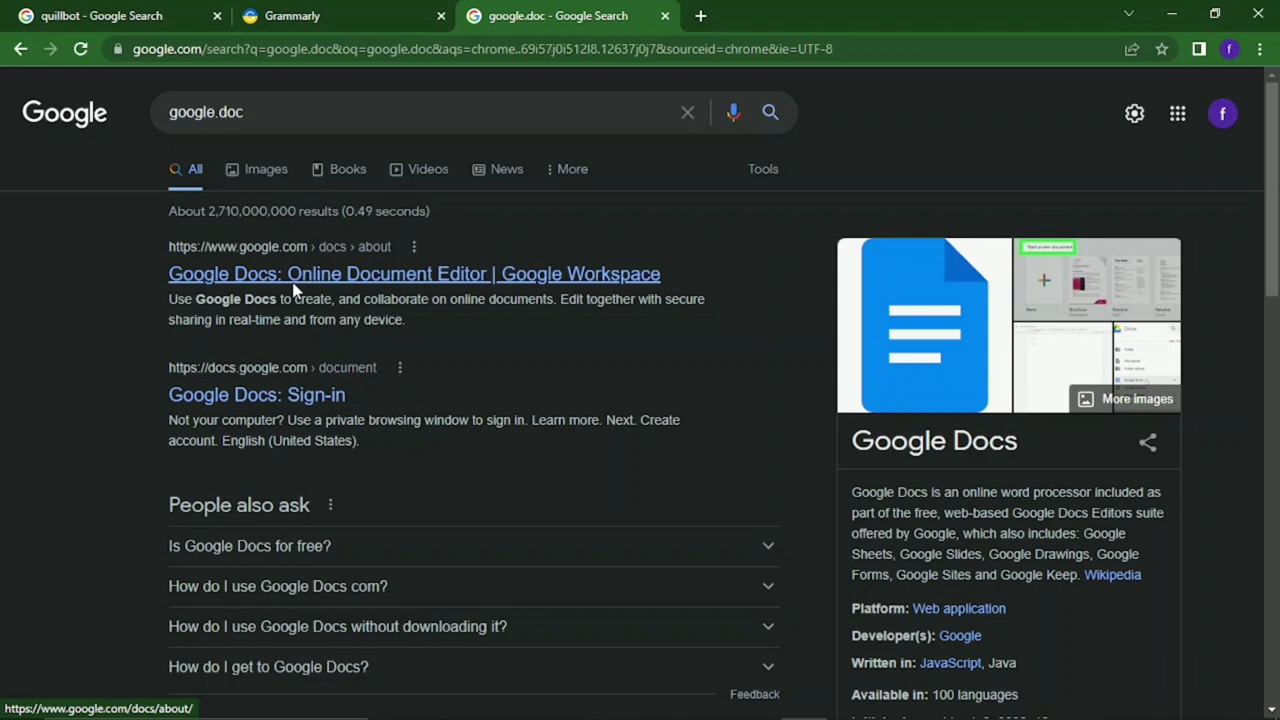 quillbot - Google Search
Grammarly
google.doc - Google Search
google.com/search?q=google.doc&oq=google.doc&aqs=chrome..69i57j0i512l8.12637j0j7&sourceid=chrome&ie=UTF-8
f
Google
google.doc
f
All
Images
Books
Videos
News
More
Tools
About 2,710,000,000 results (0.49 seconds)
https://www.google.com › docs › about
Google Docs: Online Document Editor | Google Workspace
Use Google Docs to create, and collaborate on online documents. Edit together with secure
sharing in real-time and from any device.
https://docs.google.com › document
Google Docs: Sign-in
Not your computer? Use a private browsing window to sign in. Learn more. Next. Create
account. English (United States).
People also ask
Is Google Docs for free?
How do I use Google Docs com?
How do I use Google Docs without downloading it?
How do I get to Google Docs?
Feedback
Start a new document
Drive
More images
Google Docs
Google Docs is an online word processor included as
part of the free, web-based Google Docs Editors suite
offered by Google, which also includes: Google
Sheets, Google Slides, Google Drawings, Google
Forms, Google Sites and Google Keep. Wikipedia
Platform: Web application
Developer(s): Google
Written in: JavaScript, Java
Available in: 100 languages
https://www.google.com/docs/about/